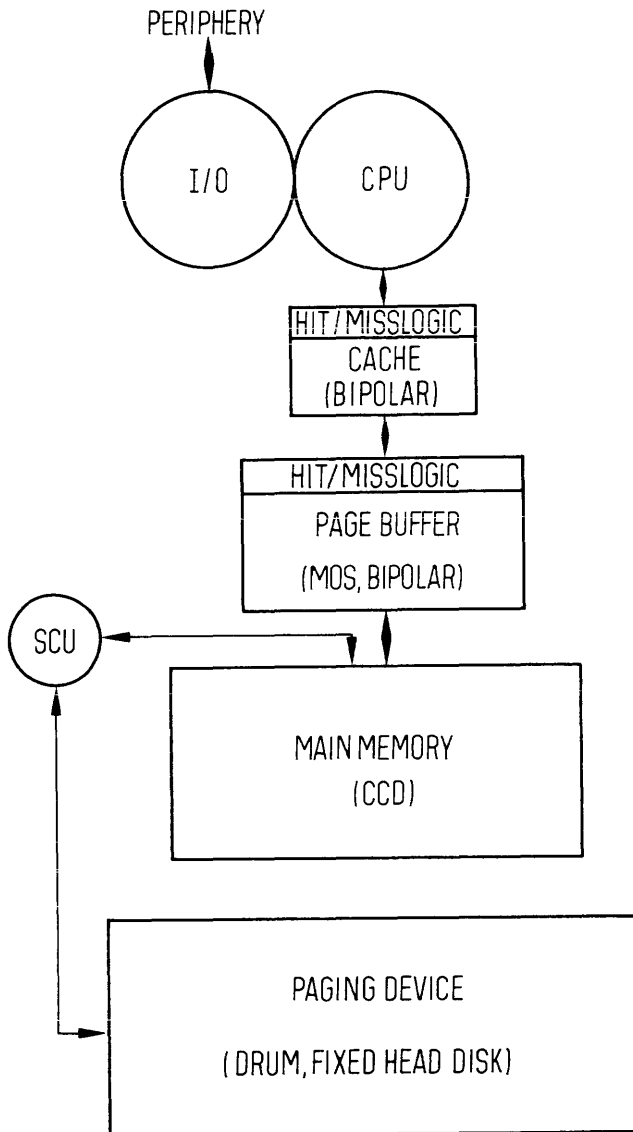 PERIPHERY
I/O
CPU
HIT/MISSLOGIC
CACHE
(BIPOLAR)
HIT/MISSLOGIC
PAGE BUFFER
(MOS, BIPOLAR)
SCU
MAIN MEMORY
(CCD)
PAGING DEVICE
(DRUM, FIXED HEAD DISK)